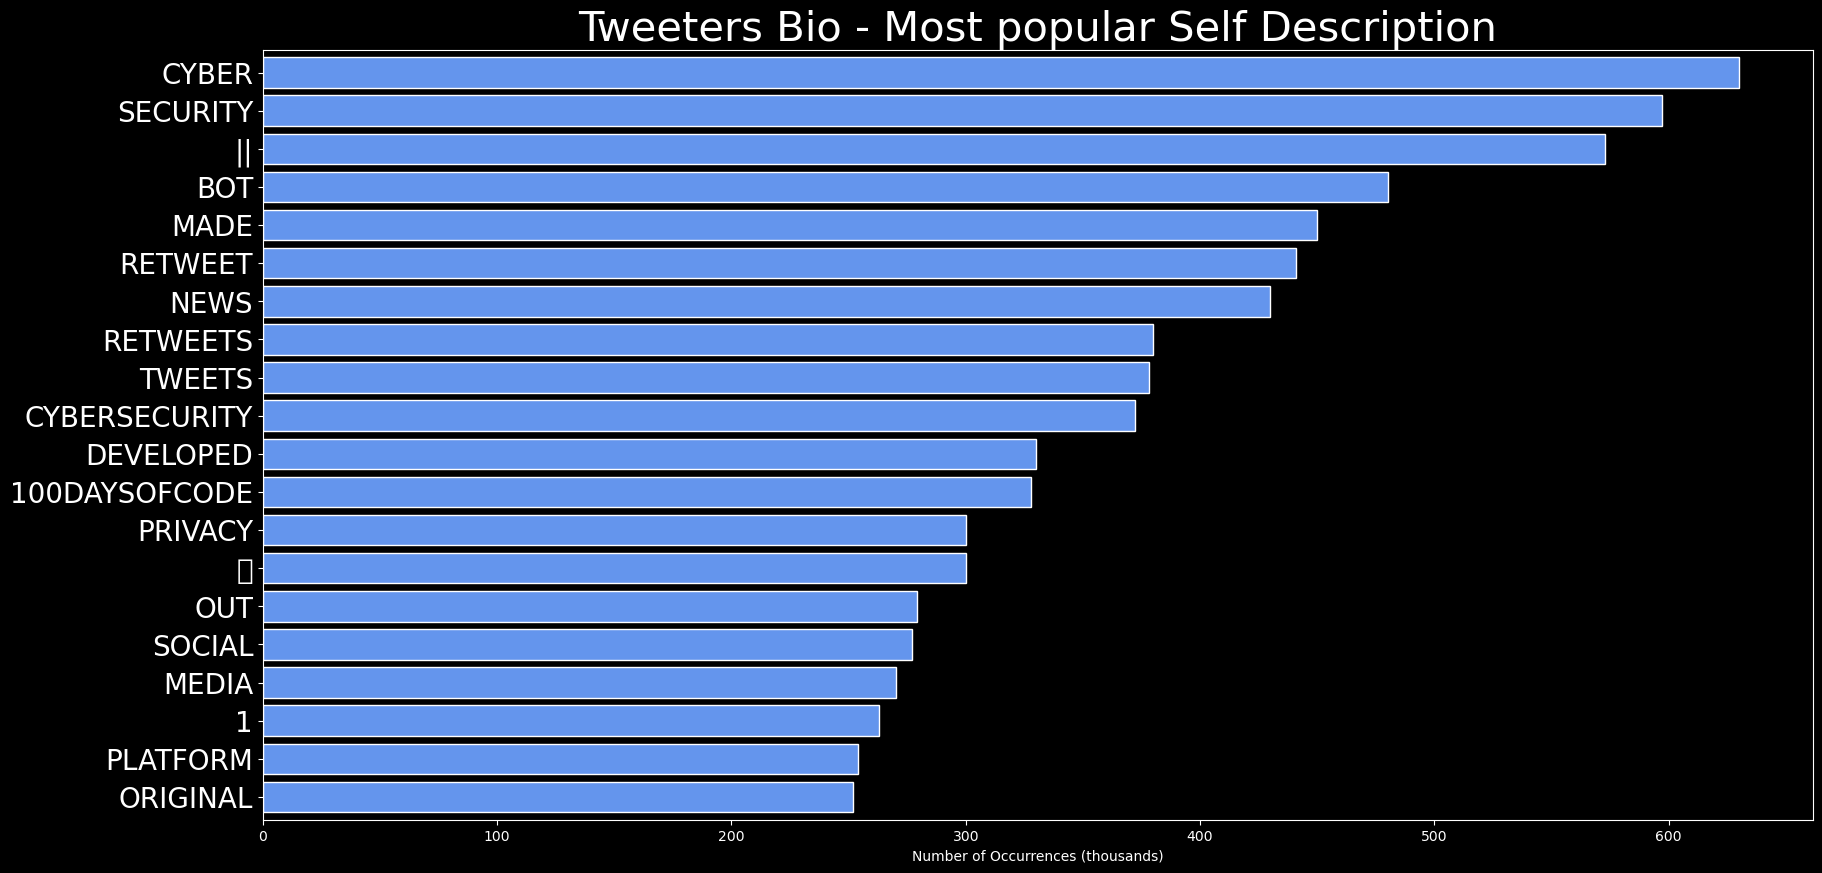 Tweeters Bio - Most popular Self Description
CYBER
SECURITY
||
BOT
MADE
RETWEET
NEWS
RETWEETS
TWEETS
CYBERSECURITY
DEVELOPED
100DAYSOFCODE
PRIVACY
OUT
SOCIAL
MEDIA
1
PLATFORM
ORIGINAL
0 100 200 300 400 500 600
Number of Occurrences (thousands)